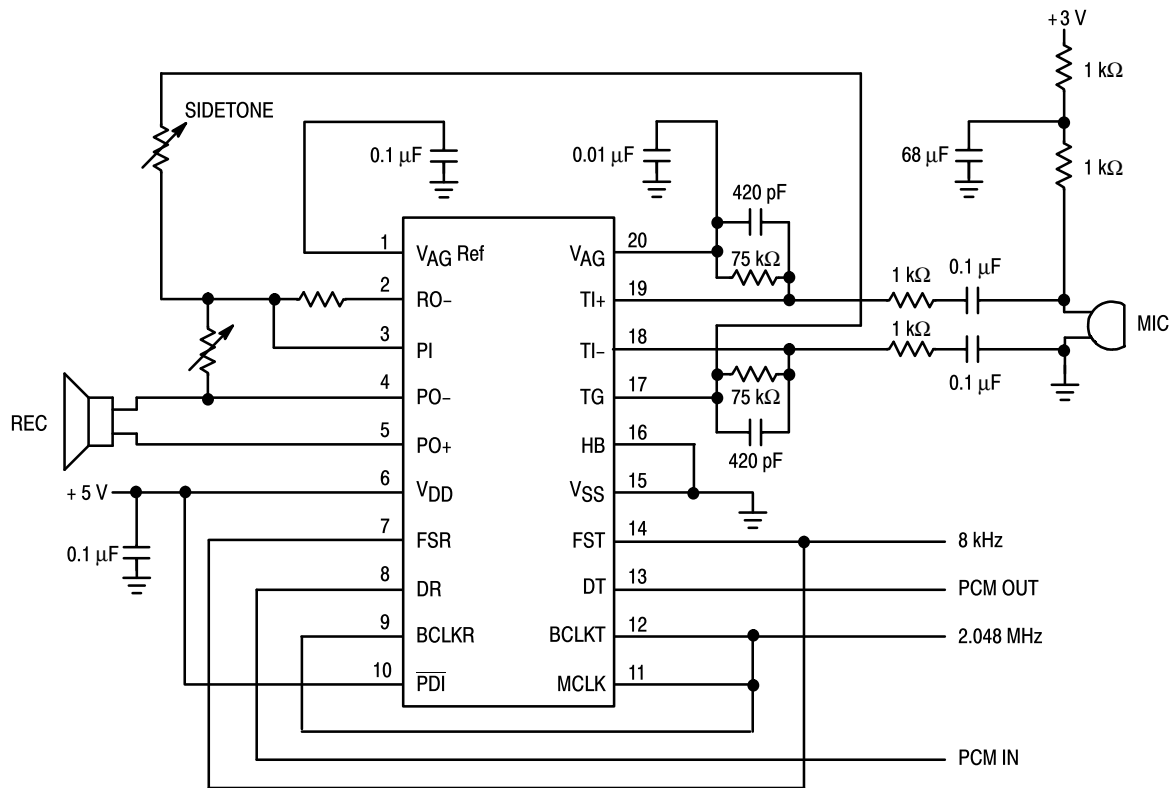 +3 V
1 kΩ
SIDETONE
0.1 µF
0.01 µF
68 µF
1 kΩ
420 pF
1
VAG Ref
VAG
20
75 kΩ
1 kΩ
0.1 µF
2
RO–
TI+
19
1 kΩ
MIC
3
PI
TI–
18
0.1 µF
4
PO–
TG
17
75 kΩ
REC
5
PO+
HB
16
420 pF
+ 5 V
6
VDD
VSS
15
7
FSR
FST
14
8 kHz
0.1 µF
8
DR
DT
13
PCM OUT
9
BCLKR
BCLKT
12
2.048 MHz
10
PDI
MCLK
11
PCM IN